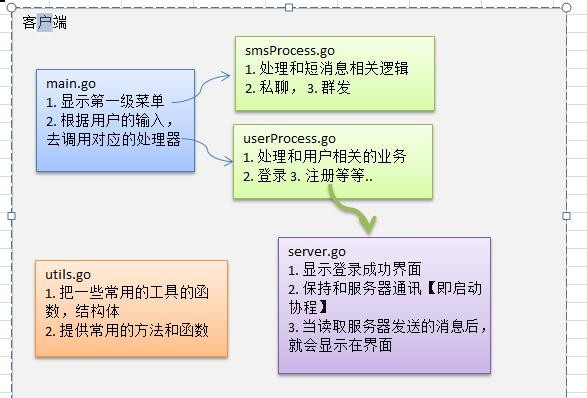 客户端
smsProcess.go
1. 处理和短消息相关逻辑
2. 私聊， 3. 群发
main.go
1. 显示第一级菜单
2. 根据用户的输入，
去调用对应的处理器
userProcess.go
1. 处理和用户相关的业务
2. 登录 3. 注册等等..
server.go
1. 显示登录成功界面
2. 保持和服务器通讯【即启动
协程】
3. 当读取服务器发送的消息后，
就会显示在界面
utils.go
1. 把一些常用的工具的函
数，结构体
2. 提供常用的方法和函数